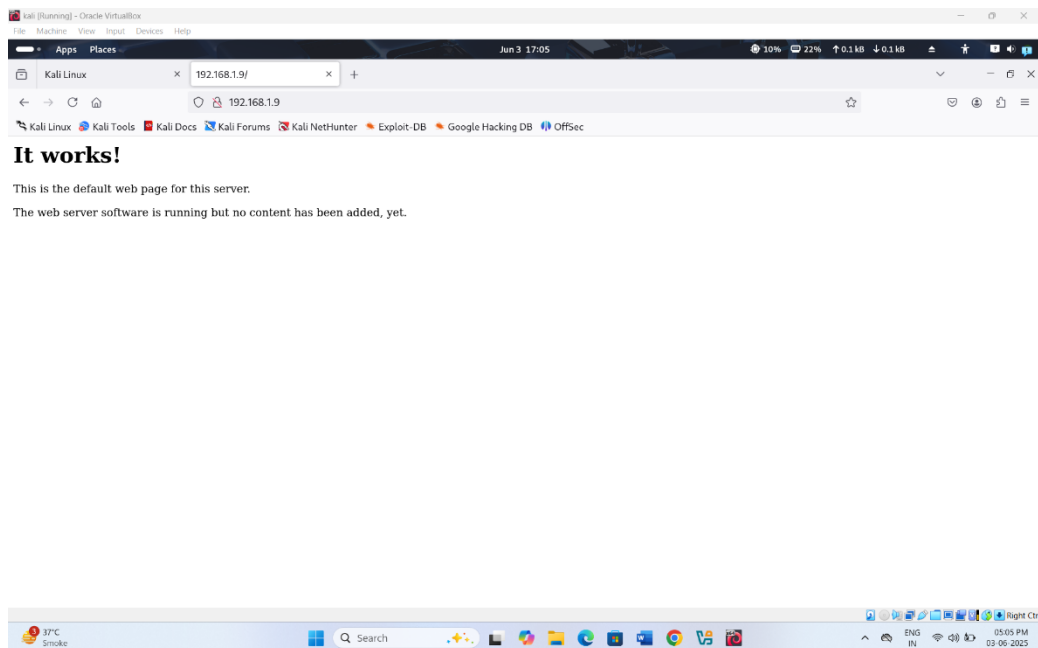 kali [Running] - Oracle VirtualBox
File Machine View Input Devices Help
Apps Places Jun 3 17:05 10% 22% ↑ 0.1 kB ↓ 0.1 kB
Kali Linux × 192.168.1.9/ × +
192.168.1.9
Kali Linux Kali Tools Kali Docs Kali Forums Kali NetHunter Exploit-DB Google Hacking DB OffSec
It works!
This is the default web page for this server.
The web server software is running but no content has been added, yet.
Right Ctr
3 37°C Search ENG 05:05 PM
Smoke IN 03-06-2025